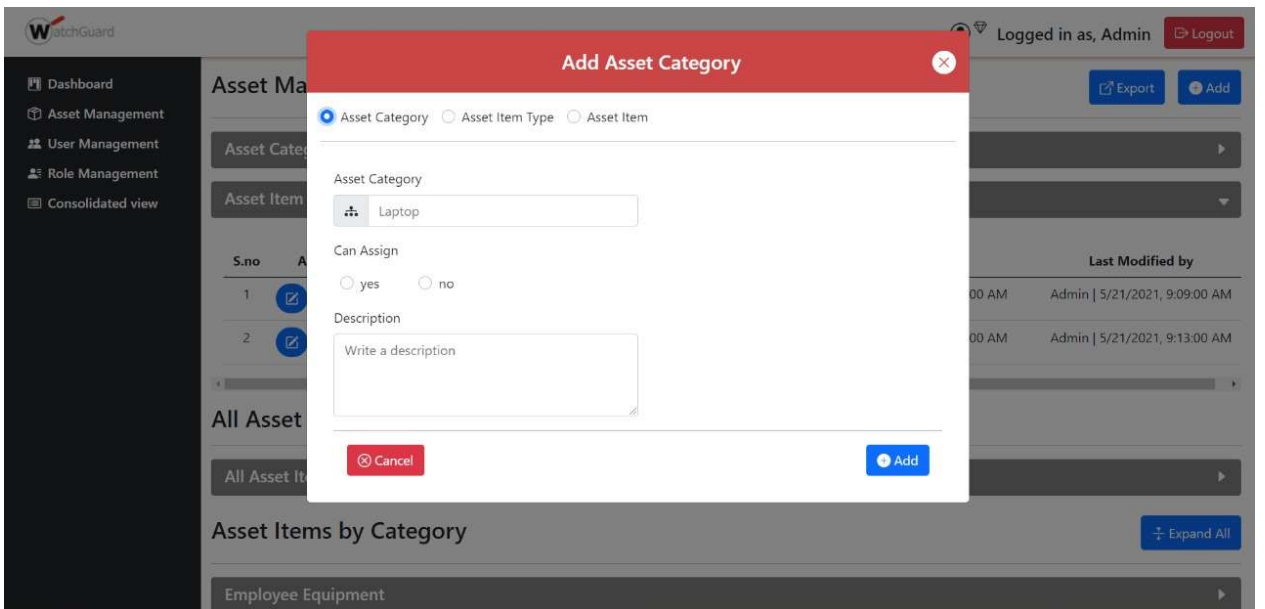 WatchGuard
Logged in as, Admin
Logout
Dashboard
Asset Management
User Management
Role Management
Consolidated view
Asset Ma
Export
Add
Asset Categ
Asset Item
S.no
A
Last Modified by
1
00 AM
Admin | 5/21/2021, 9:09:00 AM
2
00 AM
Admin | 5/21/2021, 9:13:00 AM
All Asset
All Asset It
Asset Items by Category
Expand All
Employee Equipment
Add Asset Category
Asset Category
Asset Item Type
Asset Item
Asset Category
Laptop
Can Assign
yes
no
Description
Write a description
Cancel
Add